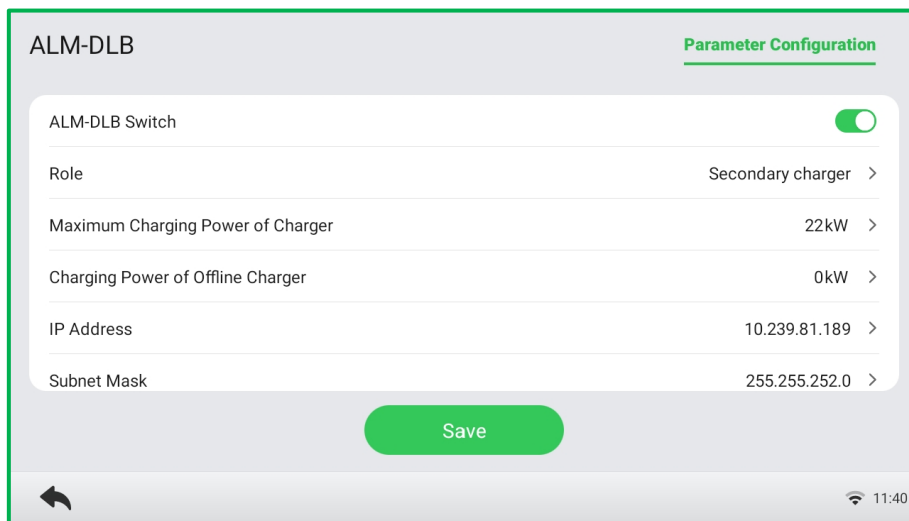 ALM-DLB Parameter Configuration
ALM-DLB Switch
Role Secondary charger
Maximum Charging Power of Charger 22kW
Charging Power of Offline Charger 0kW
IP Address 10.239.81.189
Subnet Mask 255.255.252.0
Save
11:40